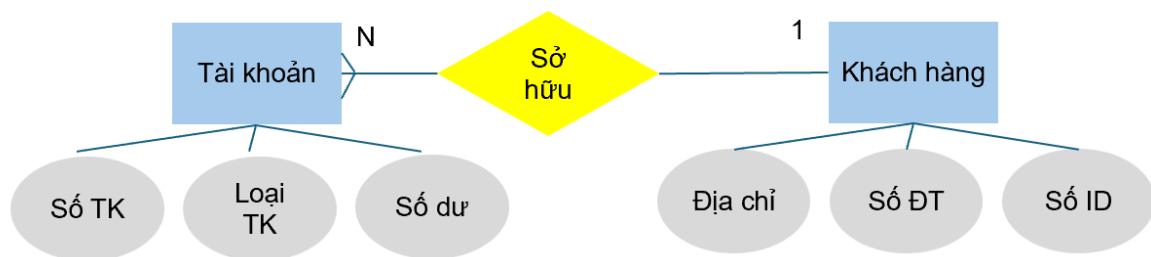 N
1
Tài khoản
Sở
hữu
Khách hàng
Số TK
Loại
TK
Số dư
Địa chỉ
Số ĐT
Số ID